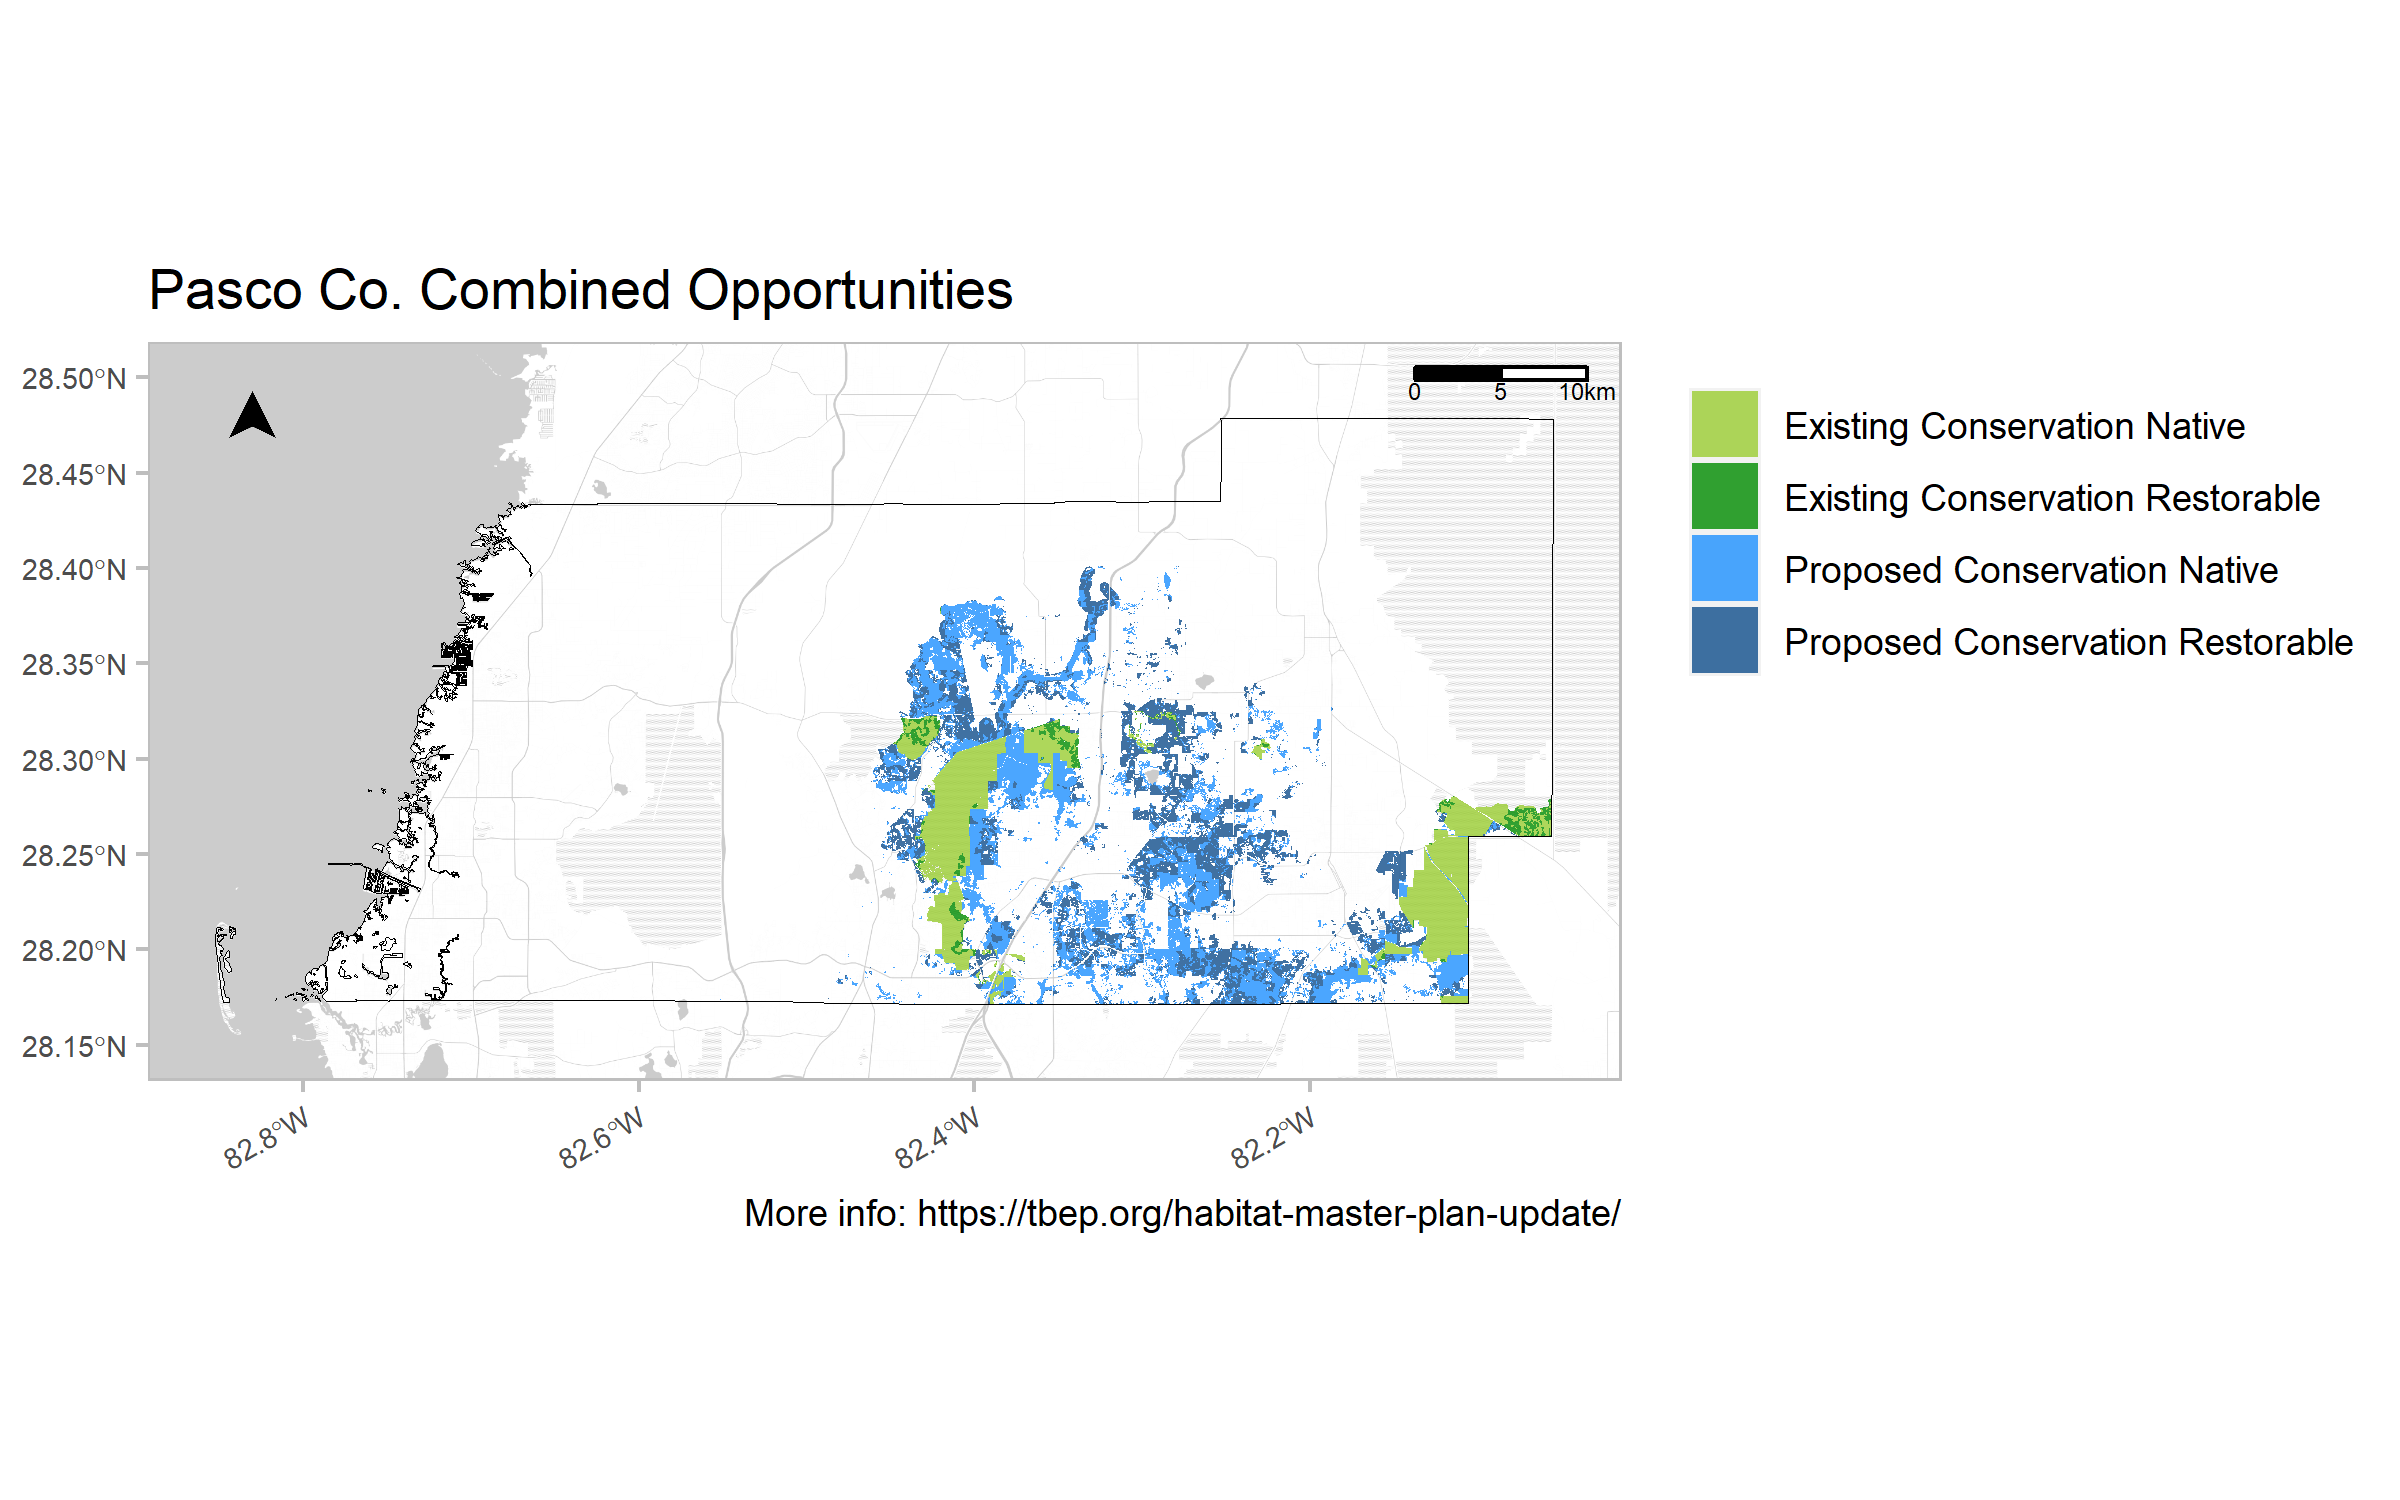 Pasco Co. Combined Opportunities
28.50°N
28.45°N
28.40°N
28.35°N
28.30°N
28.25°N
28.20°N
28.15°N
0 5 10km
82.8°W
82.6°W
82.4°W
82.2°W
Existing Conservation Native
Existing Conservation Restorable
Proposed Conservation Native
Proposed Conservation Restorable
More info: https://tbep.org/habitat-master-plan-update/